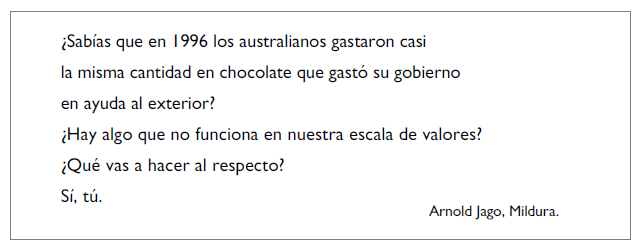 ¿Sabías que en 1996 los australianos gastaron casi
la misma cantidad en chocolate que gastó su gobierno
en ayuda al exterior?
¿Hay algo que no funciona en nuestra escala de valores?
¿Qué vas a hacer al respecto?
Sí, tú.
Arnold Jago, Mildura.